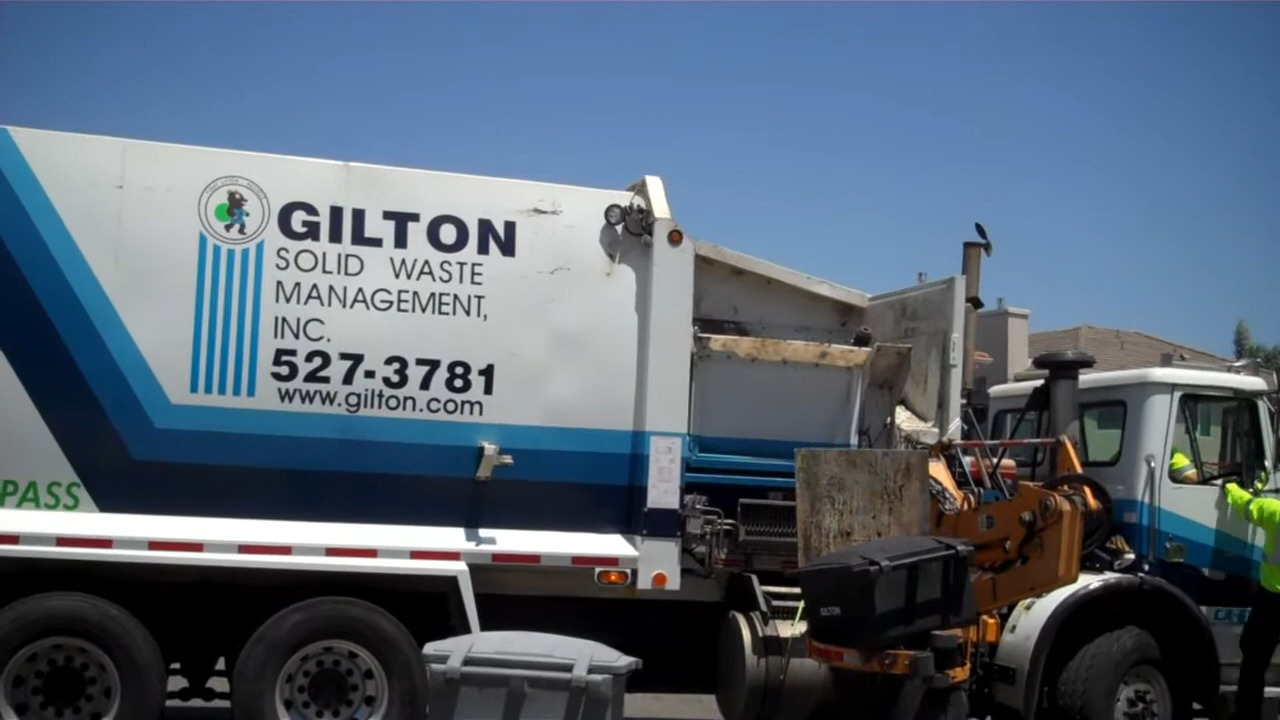 GILTON
SOLID WASTE
MANAGEMENT,
INC.
527-3781
www.gilton.com
PASS
GILTON